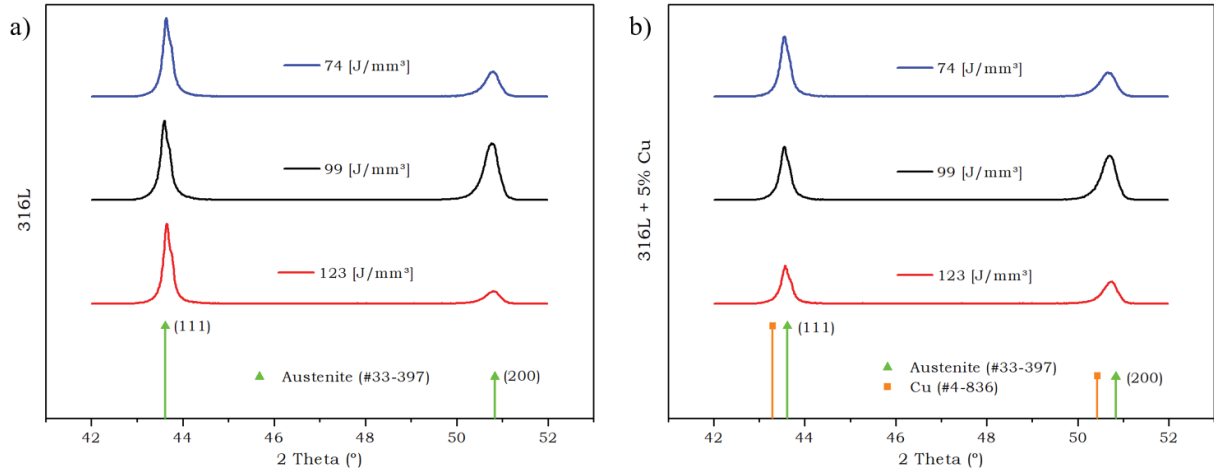 a)
316L
74 [J/mm³]
99 [J/mm³]
123 [J/mm³]
(111)
Austenite (#33-397)
(200)
42 44 46 48 50 52
2 Theta (º)
b)
316L + 5% Cu
74 [J/mm³]
99 [J/mm³]
123 [J/mm³]
(111)
Austenite (#33-397)
Cu (#4-836)
(200)
42 44 46 48 50 52
2 Theta (º)